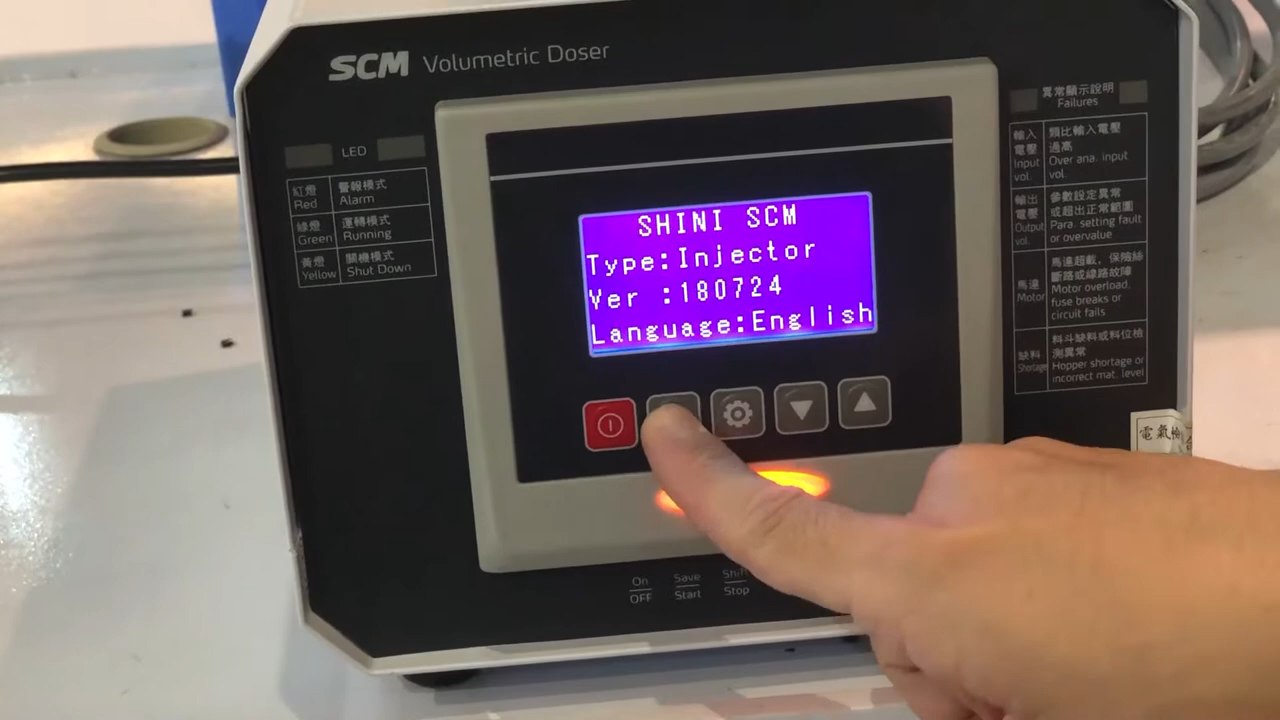 SCM Volumetric Doser
LED
紅燈
Red
警報模式
Alarm
綠燈
Green
運轉模式
Running
黃燈
Yellow
關機模式
Shut Down
SHINI SCM
Type:Injector
Ver :180724
Language:English
On
OFF
Save
Start
Shift
Stop
異常顯示說明
Failures
輸入
電壓
Input
vol.
類比輸入電壓
過高
Over ana. input
vol.
輸出
電壓
Output
vol.
參數設定異常
或超出正常範圍
Para. setting fault
or overvalue
馬達
Motor
馬達超載，保險絲
斷路或線路故障
Motor overload,
fuse breaks or
circuit fails
缺料
Shortage
料斗缺料或料位檢
測異常
Hopper shortage or
incorrect mat. level
電氣檢